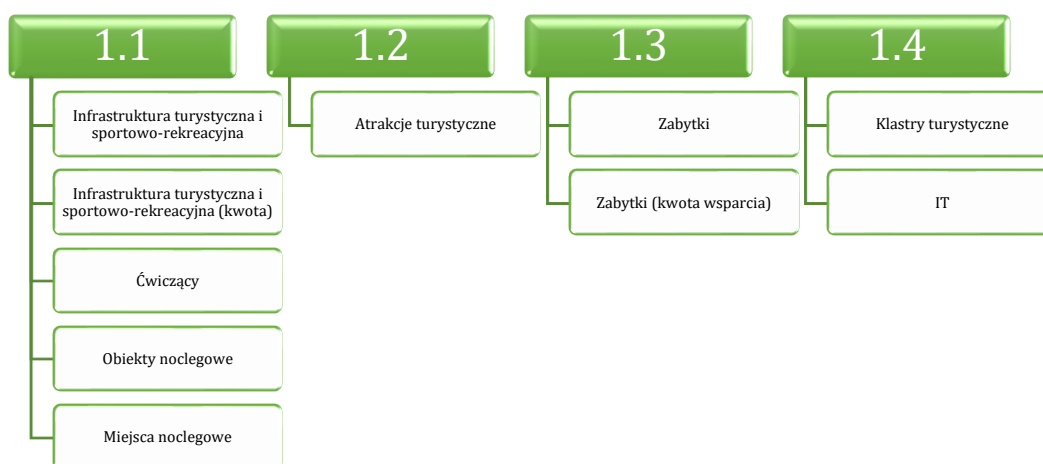 1.1
Infrastruktura turystyczna i
sportowo-rekreacyjna
Infrastruktura turystyczna i
sportowo-rekreacyjna (kwota)
Ćwiczący
Obiekty noclegowe
Miejsca noclegowe
1.2
Atrakcje turystyczne
1.3
Zabytki
Zabytki (kwota wsparcia)
1.4
Klastry turystyczne
IT